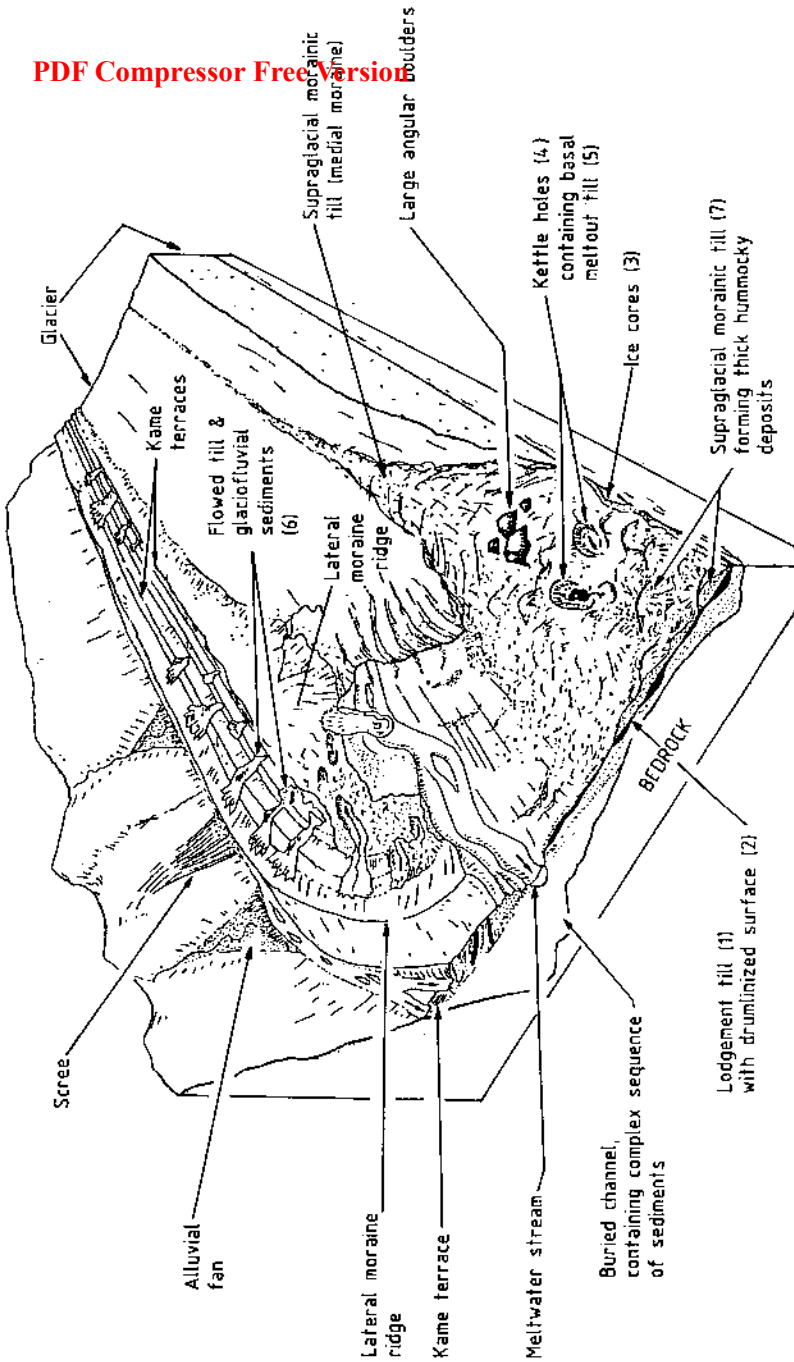 PDF Compressor Free Version
Glacier
Kame
terraces
Flowed till &
glaciofluvial
sediments
(6)
Lateral
moraine
ridge
Supraglacial morainic
till (medial moraine)
Large angular boulders
Kettle holes (4)
containing basal
meltout till (5)
Ice cores (3)
Supraglacial morainic till (7)
forming thick hummocky
deposits
Scree
Alluvial
fan
Lateral moraine
ridge
Kame terrace
Meltwater stream
Buried channel,
containing complex sequence
of sediments
Lodgement till (1)
with drumlinized surface (2)
BEDROCK